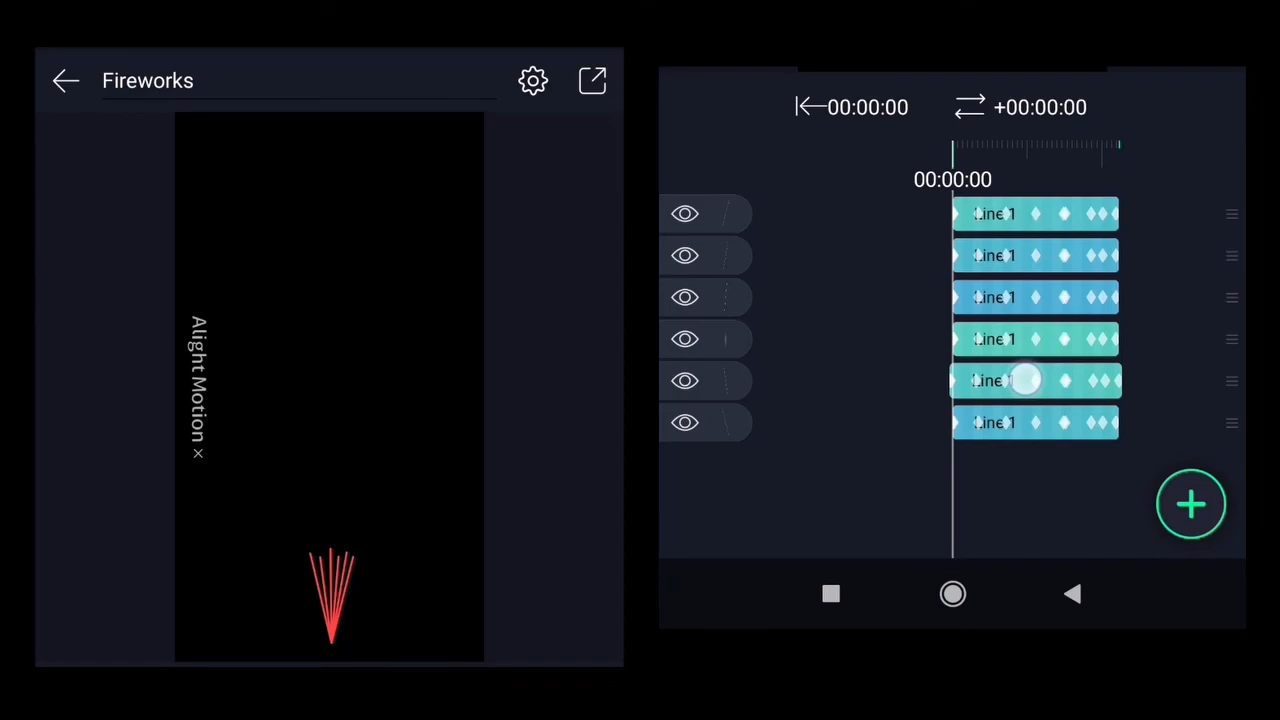 Fireworks
Alight Motion ×
00:00:00
+00:00:00
00:00:00
Line 1
Line 1
Line 1
Line 1
Line 1
Line 1